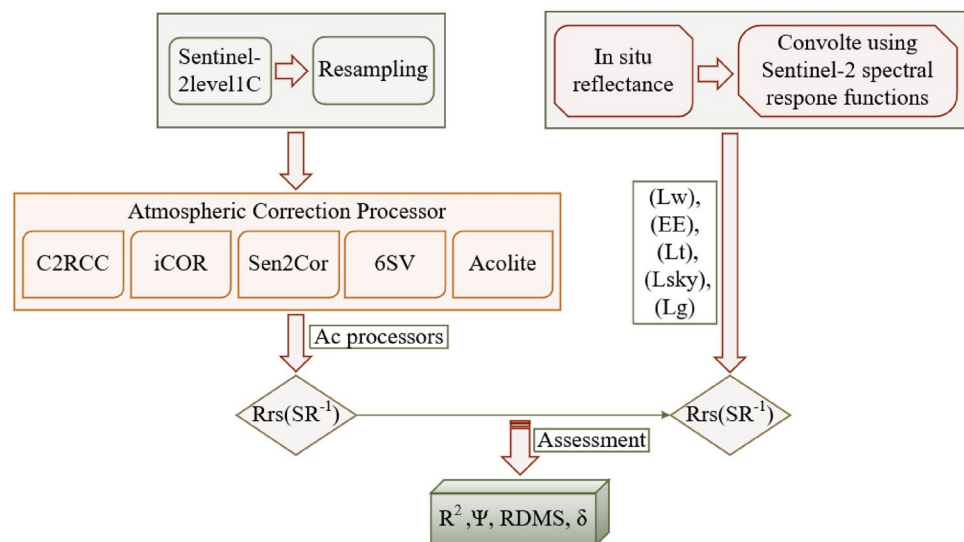 Sentinel-
2level1C
Resampling
In situ
reflectance
Convolte using
Sentinel-2 spectral
respone functions
Atmospheric Correction Processor
C2RCC
iCOR
Sen2Cor
6SV
Acolite
(Lw),
(EE),
(Lt),
(Lsky),
(Lg)
Ac processors
Rrs(SR⁻¹)
Rrs(SR⁻¹)
Assessment
R² ,Ψ, RDMS, δ